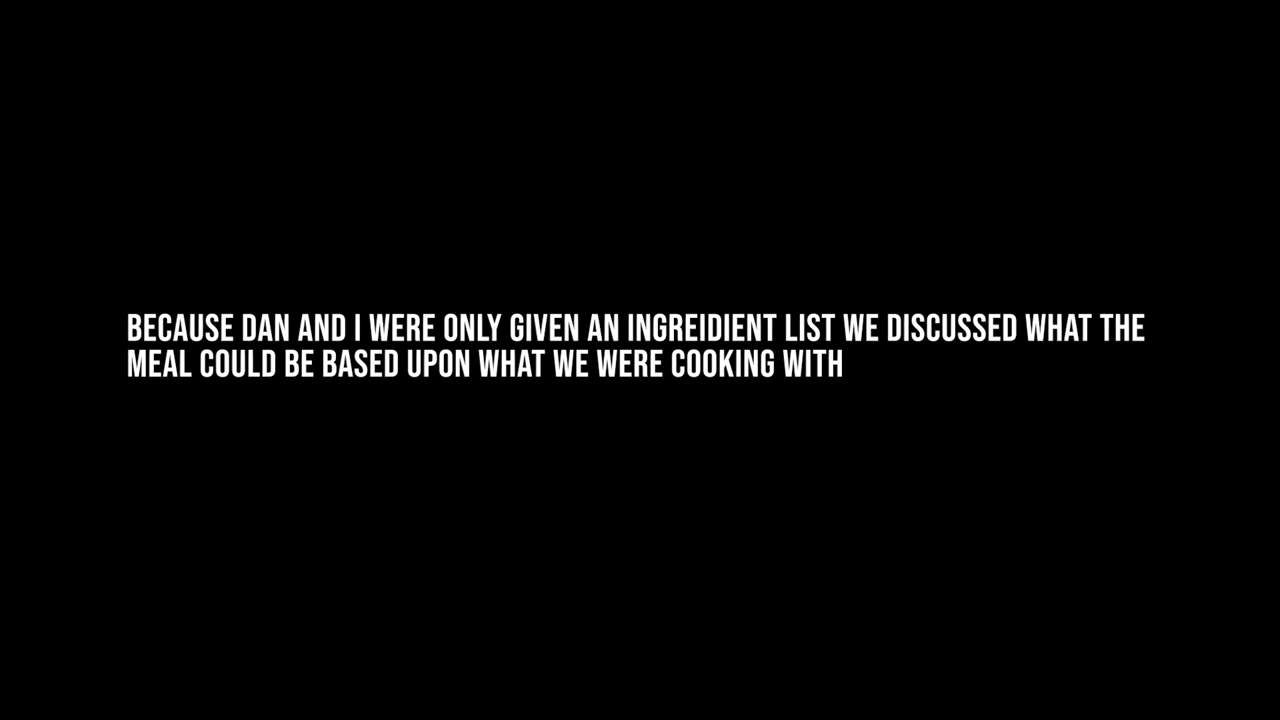 BECAUSE DAN AND I WERE ONLY GIVEN AN INGREIDIENT LIST WE DISCUSSED WHAT THE
MEAL COULD BE BASED UPON WHAT WE WERE COOKING WITH